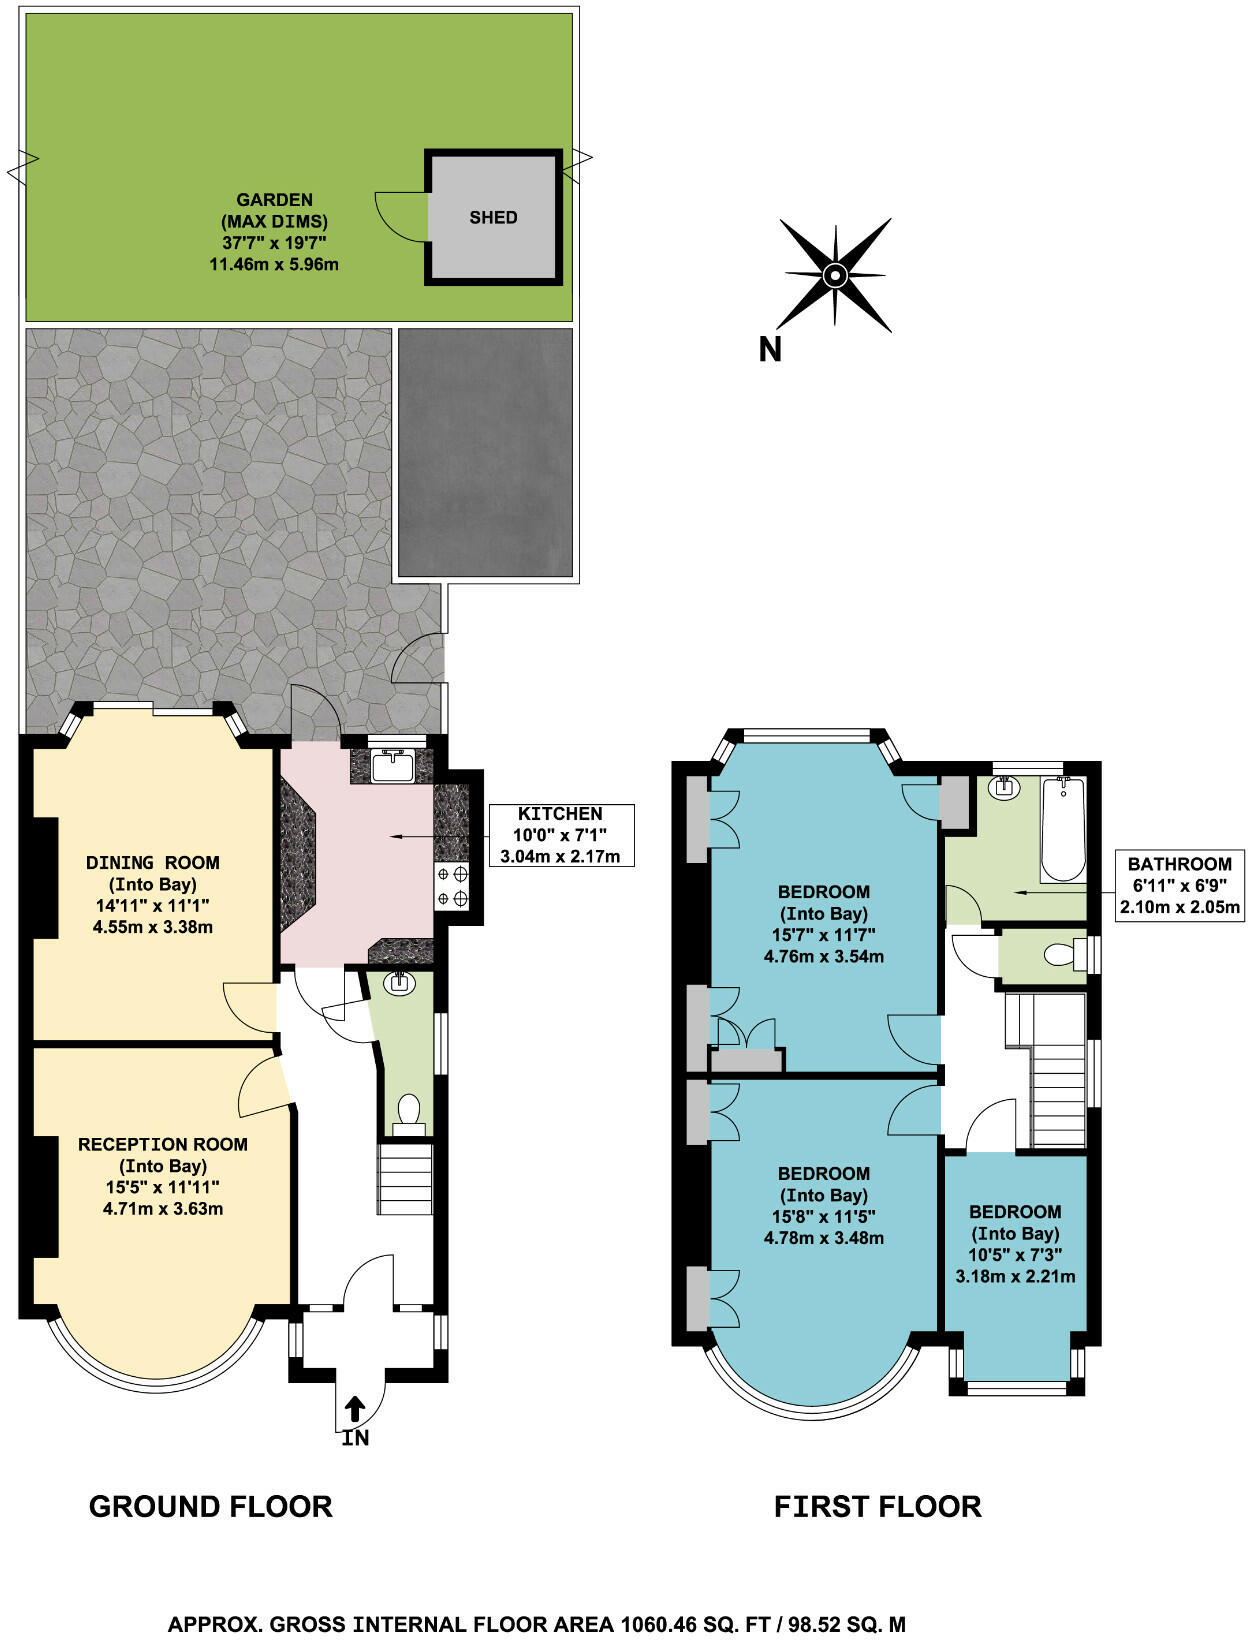 GARDEN
(MAX DIMS)
37'7" x 19'7"
11.46m x 5.96m
SHED
N
KITCHEN
10'0" x 7'1"
3.04m x 2.17m
DINING ROOM
(Into Bay)
14'11" x 11'1"
4.55m x 3.38m
RECEPTION ROOM
(Into Bay)
15'5" x 11'11"
4.71m x 3.63m
IN
GROUND FLOOR
BEDROOM
(Into Bay)
15'7" x 11'7"
4.76m x 3.54m
BATHROOM
6'11" x 6'9"
2.10m x 2.05m
BEDROOM
(Into Bay)
15'8" x 11'5"
4.78m x 3.48m
BEDROOM
(Into Bay)
10'5" x 7'3"
3.18m x 2.21m
FIRST FLOOR
APPROX. GROSS INTERNAL FLOOR AREA 1060.46 SQ. FT / 98.52 SQ. M